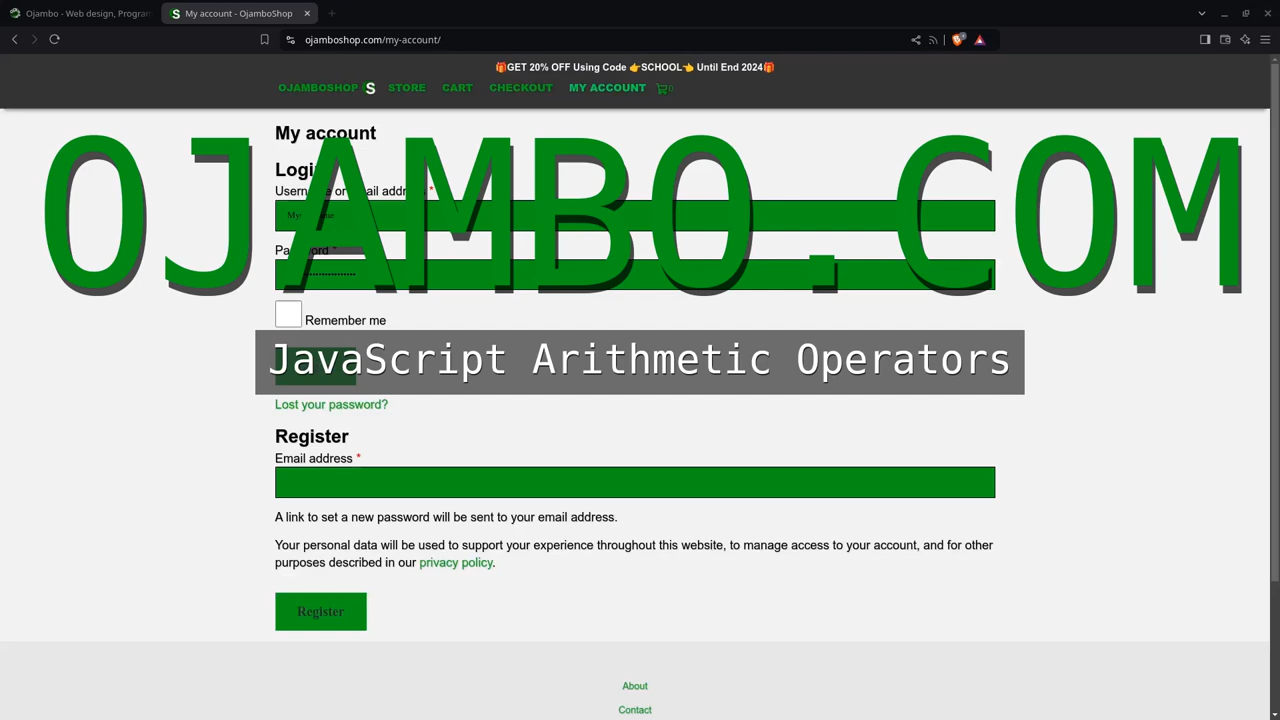 Ojambo - Web design, Program
My account - OjamboShop
ojamboshop.com/my-account/
🎁GET 20% OFF Using Code 👉SCHOOL👈 Until End 2024🎁
OJAMBOSHOP S STORE CART CHECKOUT MY ACCOUNT 0
My account
OJAMBO.COM
Login
Username or email address *
Password *
Remember me
JavaScript Arithmetic Operators
Lost your password?
Register
Email address *
A link to set a new password will be sent to your email address.
Your personal data will be used to support your experience throughout this website, to manage access to your account, and for other
purposes described in our privacy policy.
Register
About
Contact